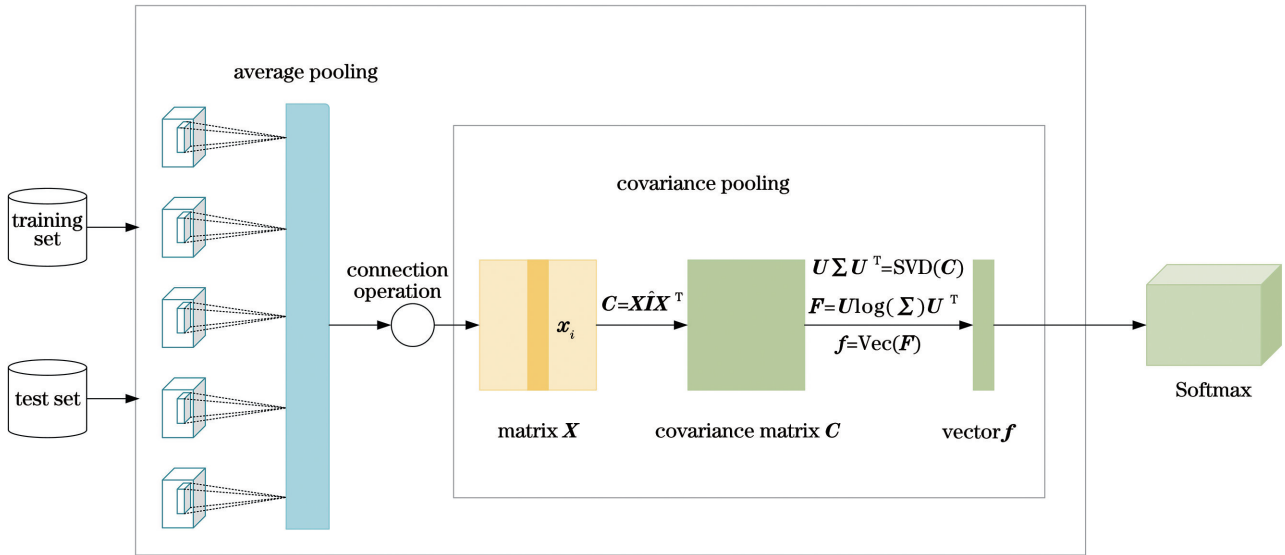 average pooling
training
set
test set
connection
operation
covariance pooling
x_i
C=XÎX^T
UΣU^T=SVD(C)
F=Ulog(Σ)U^T
f=Vec(F)
matrix X
covariance matrix C
vector f
Softmax